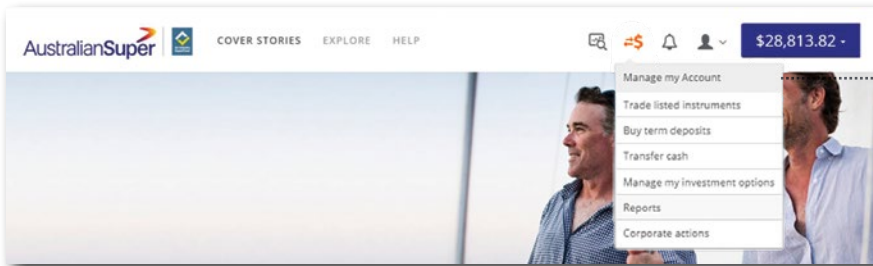 AustralianSuper
COVER STORIES EXPLORE HELP
$28,813.82
Manage my Account
Trade listed instruments
Buy term deposits
Transfer cash
Manage my investment options
Reports
Corporate actions